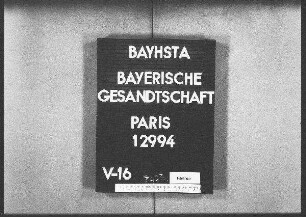 BAYHSTA
BAYERISCHE
GESANDTSCHAFT
PARIS
12994
V-16